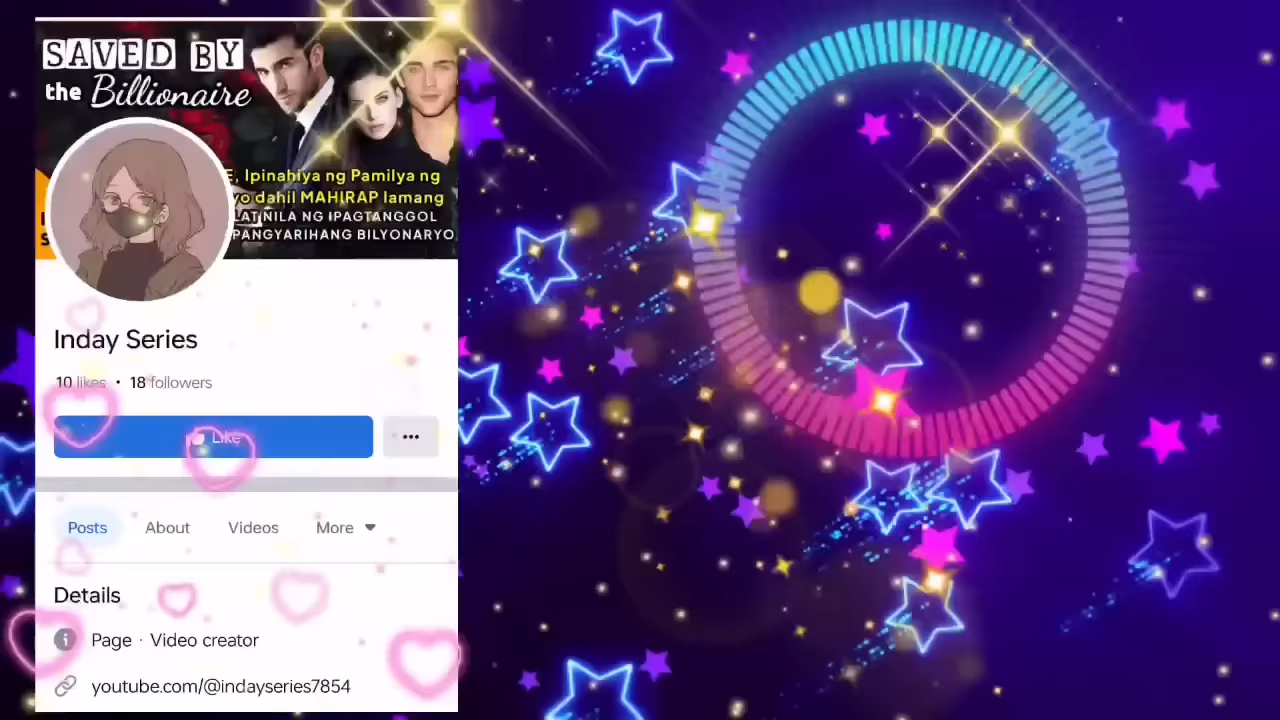 SAVED BY
the Billionaire
Ipinahiya ng Pamilya ng
dahil MAHIRAP lamang
NILA NG IPAGTANGGOL
BILYONARYO
Inday Series
10 likes • 18 followers
Like
Posts About Videos More
Details
Page · Video creator
youtube.com/@indayseries7854